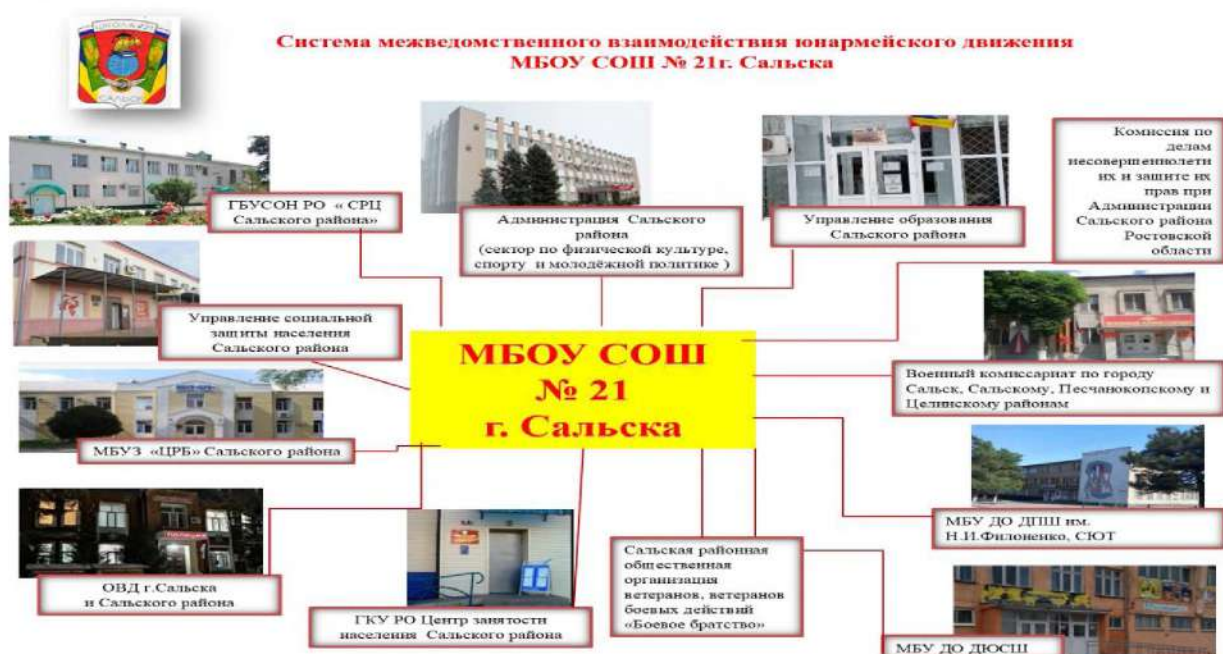 ШКОЛА №21
САЛЬСК
Система межведомственного взаимодействия юнармейского движения
МБОУ СОШ № 21г. Сальска
ГБУСОН РО « СРЦ
Сальского района»
Администрация Сальского
района
(сектор по физической культуре,
спорту и молодёжной политике )
Управление образования
Сальского района
Комиссия по
делам
несовершеннолетн
их и защите их
прав при
Администрации
Сальского района
Ростовской
области
Управление социальной
защиты населения
Сальского района
МБОУ СОШ
№ 21
г. Сальска
Военный комиссариат по городу
Сальск, Сальскому, Песчанокопскому и
Целинскому районам
МБУЗ «ЦРБ» Сальского района
МБУ ДО ДПШ им.
Н.И.Филоненко, СЮТ
ОВД г.Сальска
и Сальского района
ГКУ РО Центр занятости
населения Сальского района
Сальская районная
общественная
организация
ветеранов, ветеранов
боевых действий
«Боевое братство»
МБУ ДО ДЮСШ